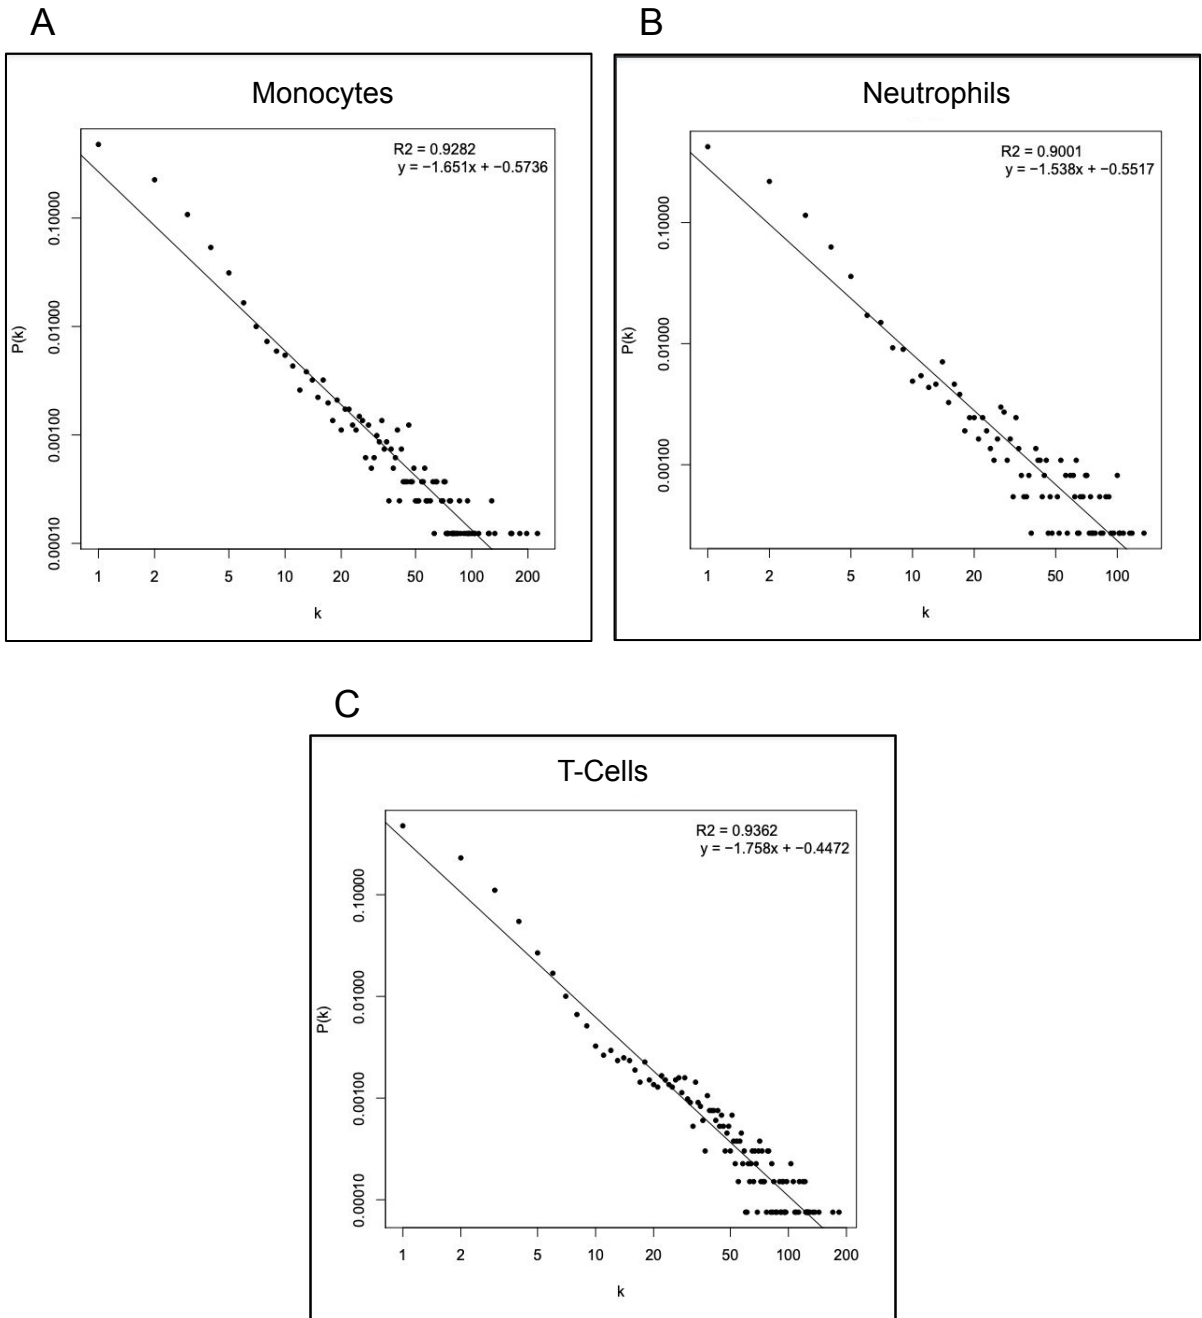 A
Monocytes
R2 = 0.9282
y = −1.651x + −0.5736
P(k)
0.10000
0.01000
0.00100
0.00010
1 2 5 10 20 50 100 200
k
B
Neutrophils
R2 = 0.9001
y = −1.538x + −0.5517
P(k)
0.10000
0.01000
0.00100
1 2 5 10 20 50 100
k
C
T-Cells
R2 = 0.9362
y = −1.758x + −0.4472
P(k)
0.10000
0.01000
0.00100
0.00010
1 2 5 10 20 50 100 200
k